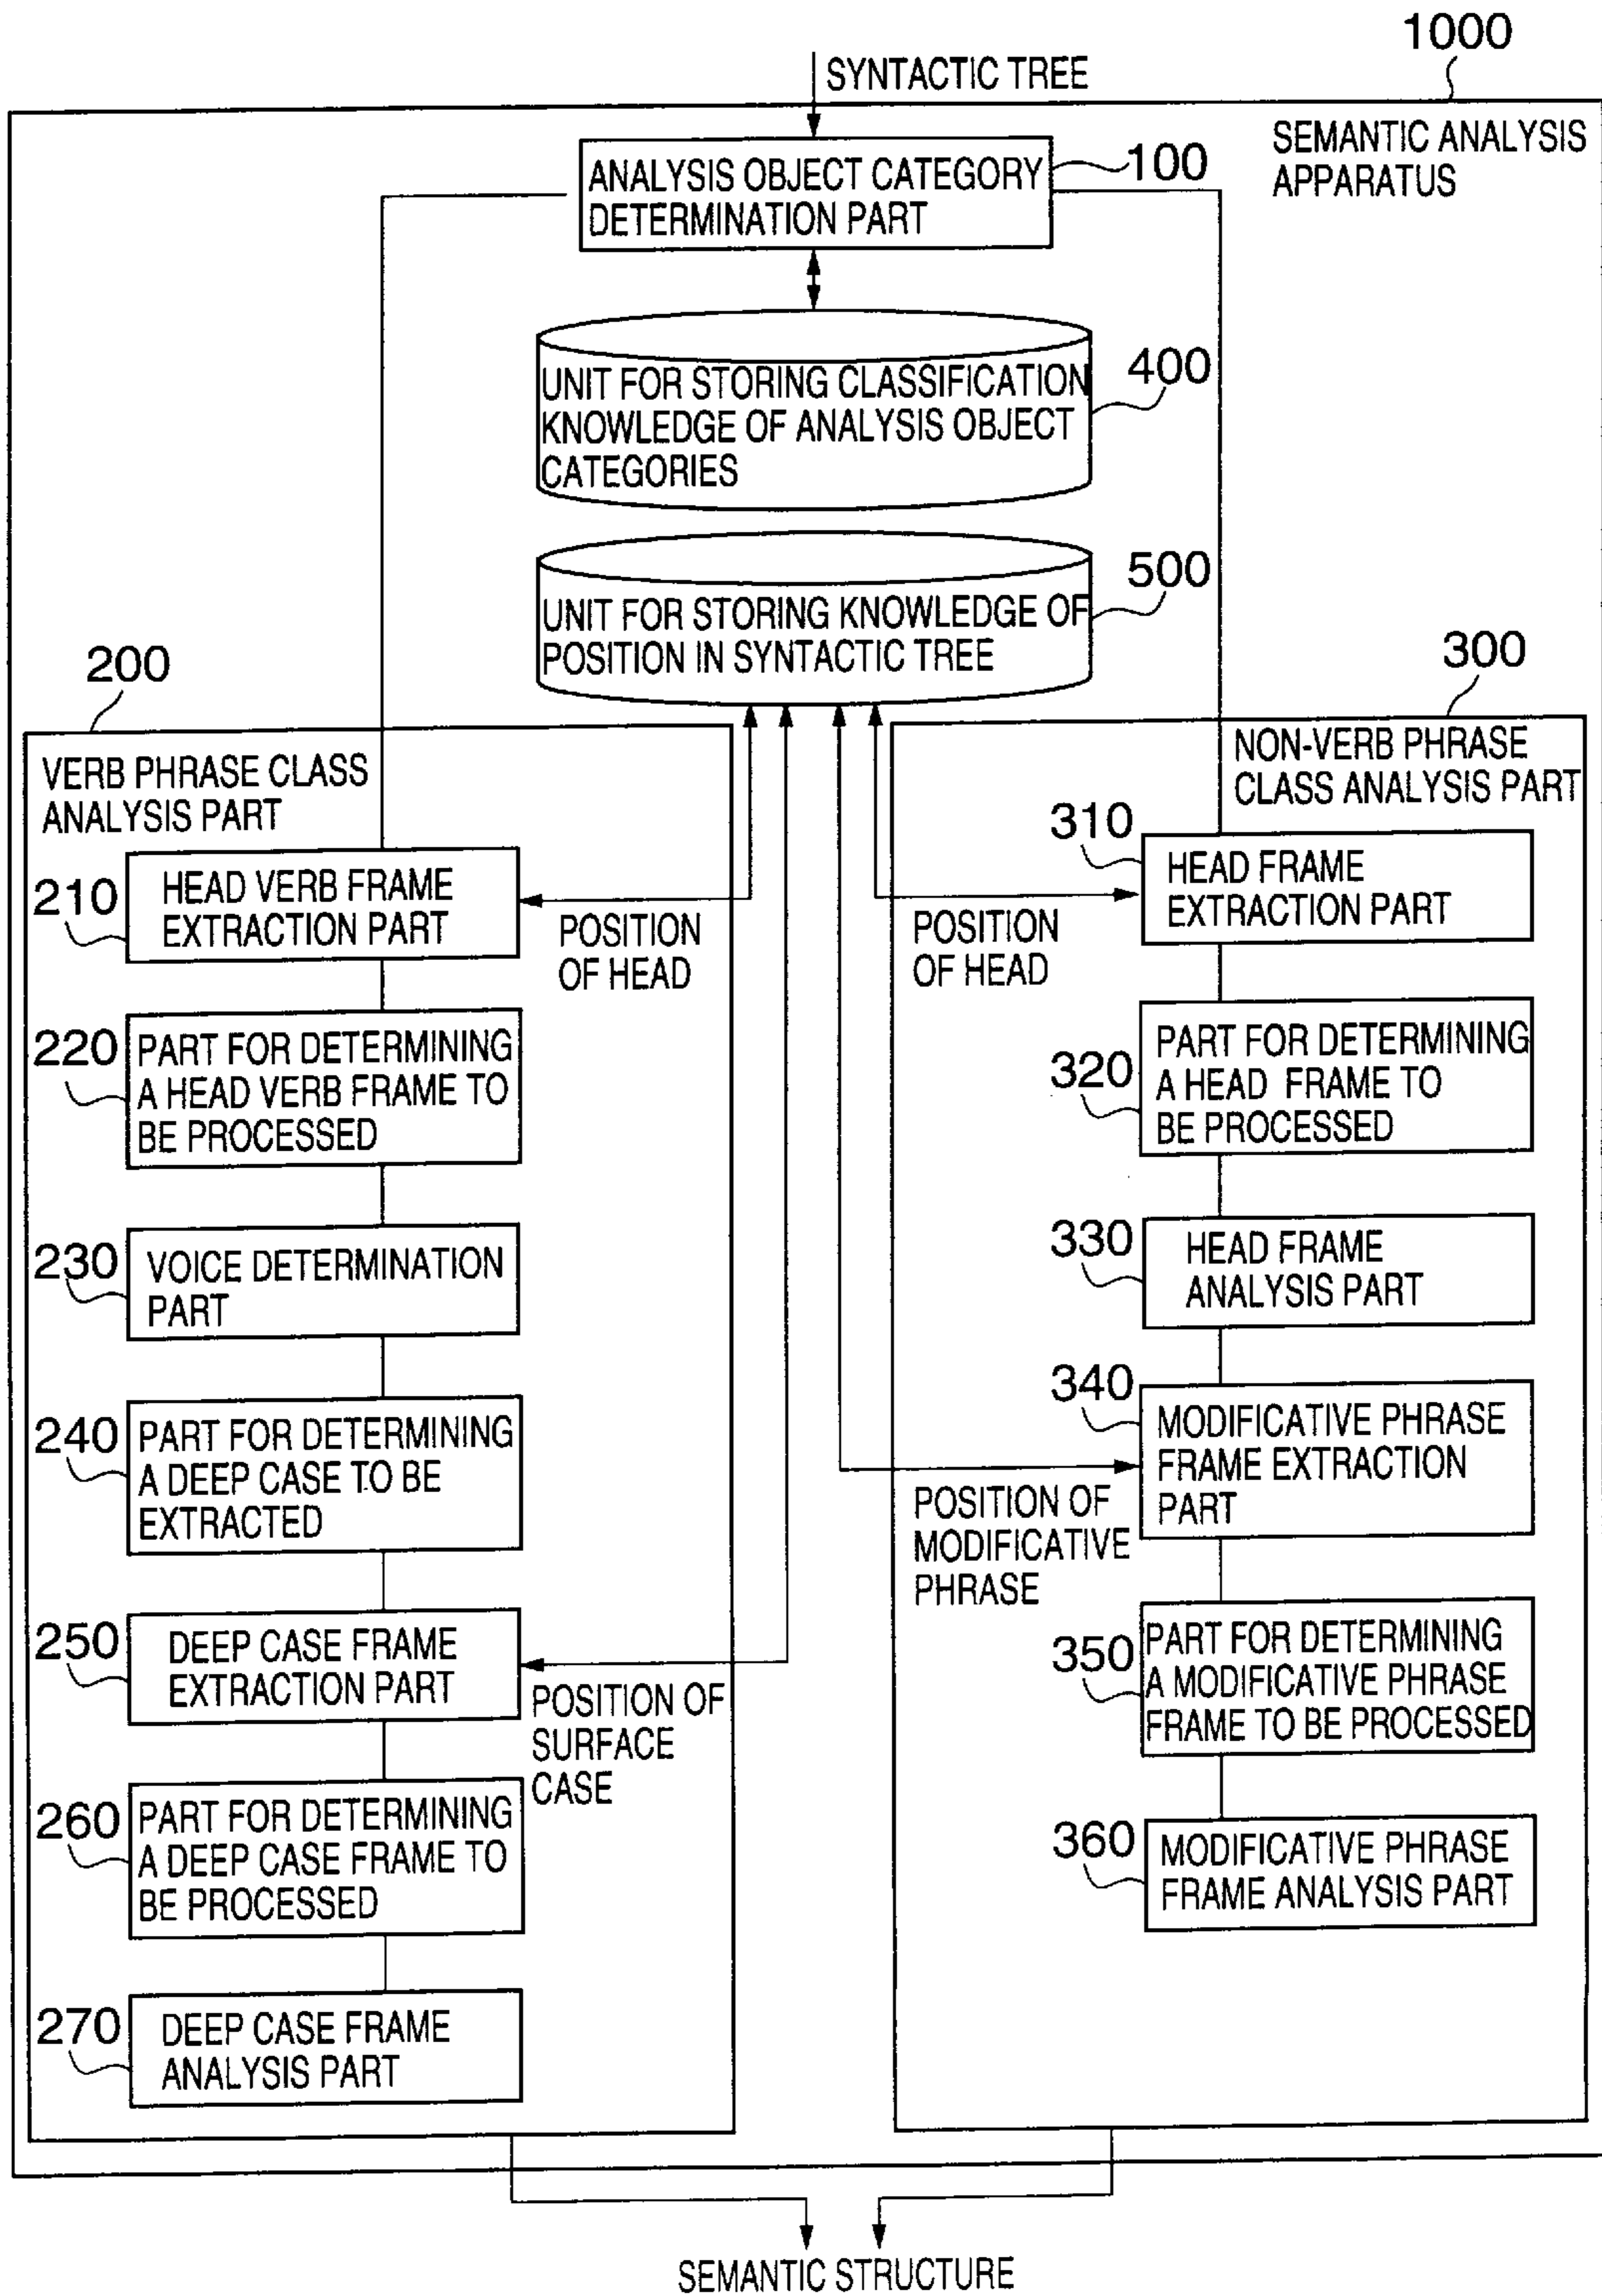 1000
SYNTACTIC TREE
SEMANTIC ANALYSIS
APPARATUS
100
ANALYSIS OBJECT CATEGORY
DETERMINATION PART
400
UNIT FOR STORING CLASSIFICATION
KNOWLEDGE OF ANALYSIS OBJECT
CATEGORIES
500
UNIT FOR STORING KNOWLEDGE OF
POSITION IN SYNTACTIC TREE
200
VERB PHRASE CLASS
ANALYSIS PART
210
HEAD VERB FRAME
EXTRACTION PART
POSITION
OF HEAD
220
PART FOR DETERMINING
A HEAD VERB FRAME TO
BE PROCESSED
230
VOICE DETERMINATION
PART
240
PART FOR DETERMINING
A DEEP CASE TO BE
EXTRACTED
250
DEEP CASE FRAME
EXTRACTION PART
POSITION OF
SURFACE
CASE
260
PART FOR DETERMINING
A DEEP CASE FRAME TO
BE PROCESSED
270
DEEP CASE FRAME
ANALYSIS PART
300
NON-VERB PHRASE
CLASS ANALYSIS PART
310
HEAD FRAME
EXTRACTION PART
POSITION
OF HEAD
320
PART FOR DETERMINING
A HEAD FRAME TO
BE PROCESSED
330
HEAD FRAME
ANALYSIS PART
340
MODIFICATIVE PHRASE
FRAME EXTRACTION
PART
POSITION OF
MODIFICATIVE
PHRASE
350
PART FOR DETERMINING
A MODIFICATIVE PHRASE
FRAME TO BE PROCESSED
360
MODIFICATIVE PHRASE
FRAME ANALYSIS PART
SEMANTIC STRUCTURE